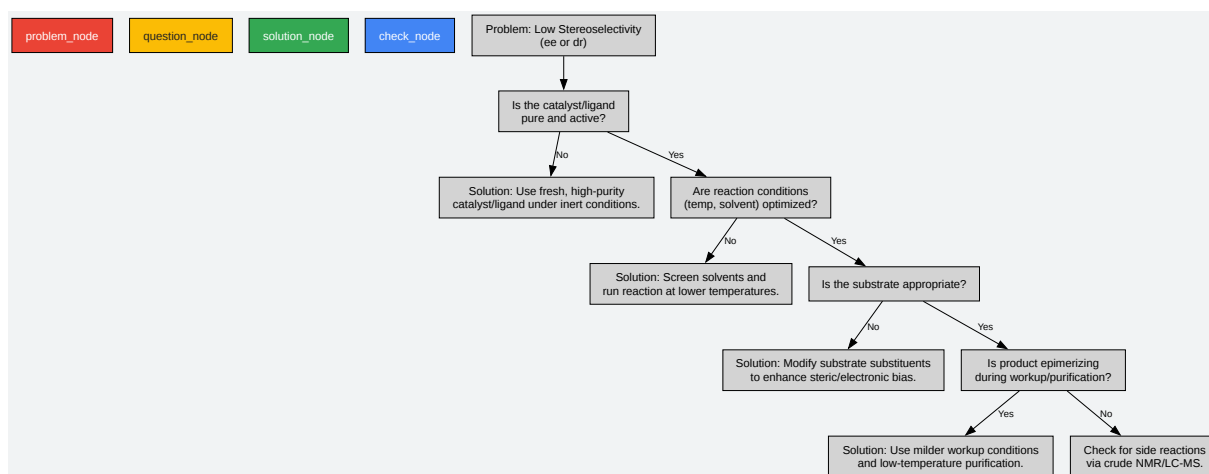 problem_node
question_node
solution_node
check_node
Problem: Low Stereoselectivity
(ee or dr)
Is the catalyst/ligand
pure and active?
No
Yes
Solution: Use fresh, high-purity
catalyst/ligand under inert conditions.
Are reaction conditions
(temp, solvent) optimized?
No
Yes
Solution: Screen solvents and
run reaction at lower temperatures.
Is the substrate appropriate?
No
Yes
Solution: Modify substrate substituents
to enhance steric/electronic bias.
Is product epimerizing
during workup/purification?
Yes
No
Solution: Use milder workup conditions
and low-temperature purification.
Check for side reactions
via crude NMR/LC-MS.